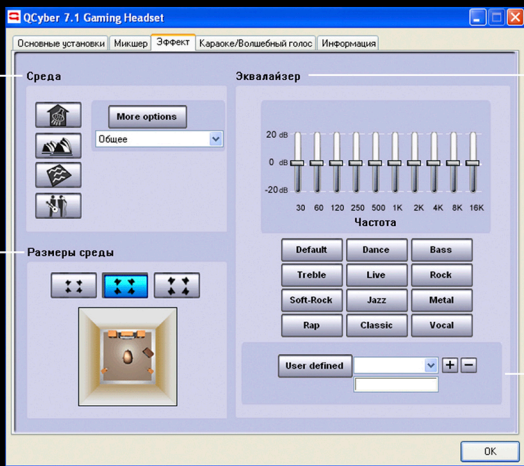 QCyber 7.1 Gaming Headset
Основные установки Микшер Эффект Караоке/Волшебный голос Информация
Среда
More options
Общее
Размеры среды
Эквалайзер
20 dB
0 dB
-20dB
30 60 120 250 500 1K 2K 4K 8K 16K
Частота
Default Dance Bass
Treble Live Rock
Soft-Rock Jazz Metal
Rap Classic Vocal
User defined
OK